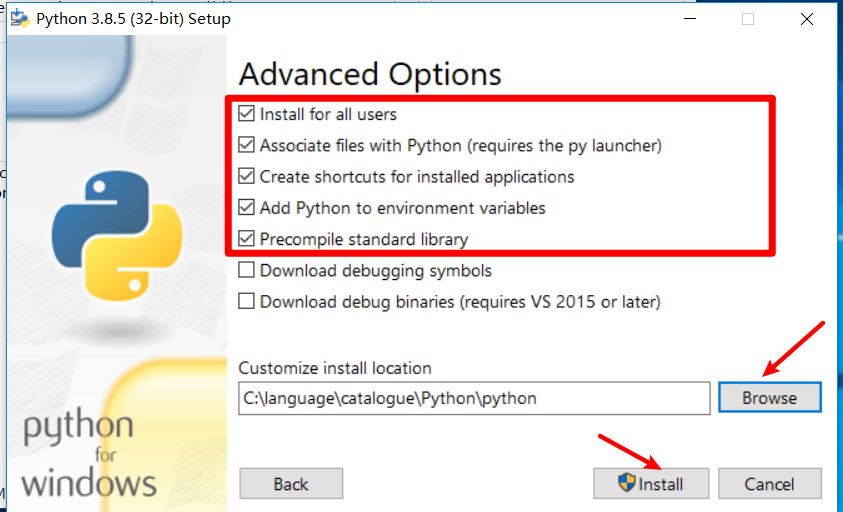 Python 3.8.5 (32-bit) Setup
Advanced Options
Install for all users
Associate files with Python (requires the py launcher)
Create shortcuts for installed applications
Add Python to environment variables
Precompile standard library
Download debugging symbols
Download debug binaries (requires VS 2015 or later)
Customize install location
C:\language\catalogue\Python\python
Browse
python
for
windows
Back
Install
Cancel